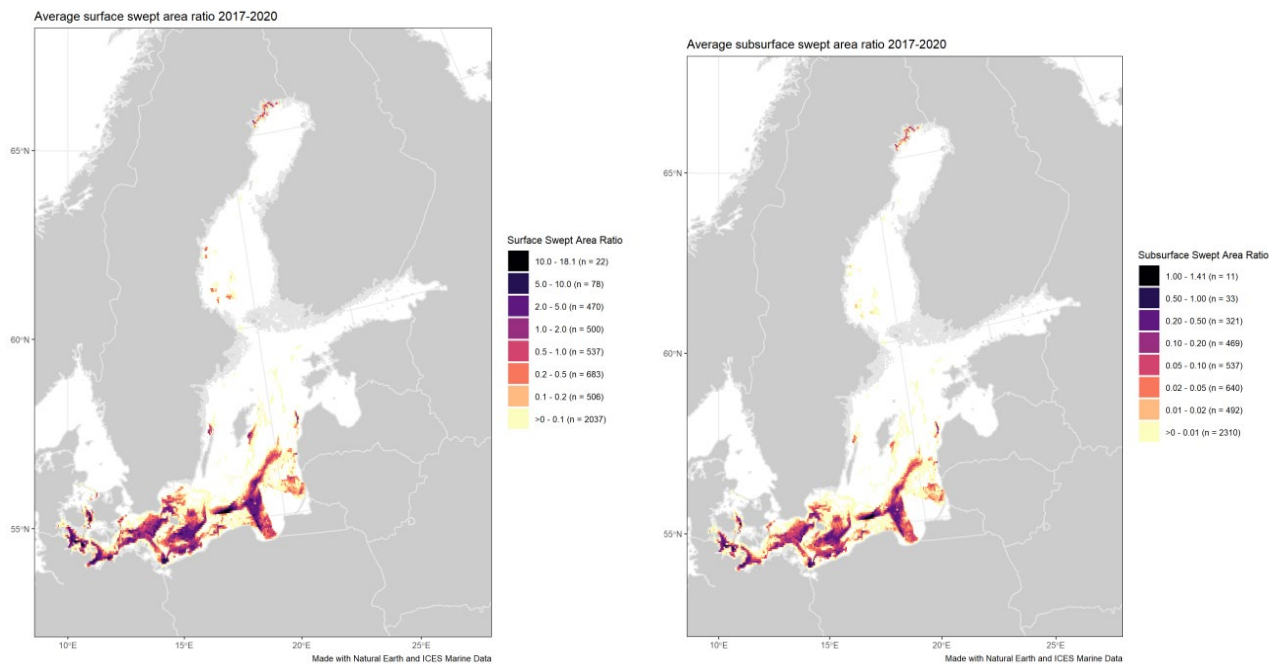 Average surface swept area ratio 2017-2020
65°N
60°N
55°N
10°E
15°E
20°E
25°E
Surface Swept Area Ratio
10.0 - 18.1 (n = 22)
5.0 - 10.0 (n = 78)
2.0 - 5.0 (n = 470)
1.0 - 2.0 (n = 500)
0.5 - 1.0 (n = 537)
0.2 - 0.5 (n = 683)
0.1 - 0.2 (n = 506)
>0 - 0.1 (n = 2037)
Made with Natural Earth and ICES Marine Data
Average subsurface swept area ratio 2017-2020
65°N
60°N
55°N
10°E
15°E
20°E
25°E
Subsurface Swept Area Ratio
1.00 - 1.41 (n = 11)
0.50 - 1.00 (n = 33)
0.20 - 0.50 (n = 321)
0.10 - 0.20 (n = 469)
0.05 - 0.10 (n = 537)
0.02 - 0.05 (n = 640)
0.01 - 0.02 (n = 492)
>0 - 0.01 (n = 2310)
Made with Natural Earth and ICES Marine Data